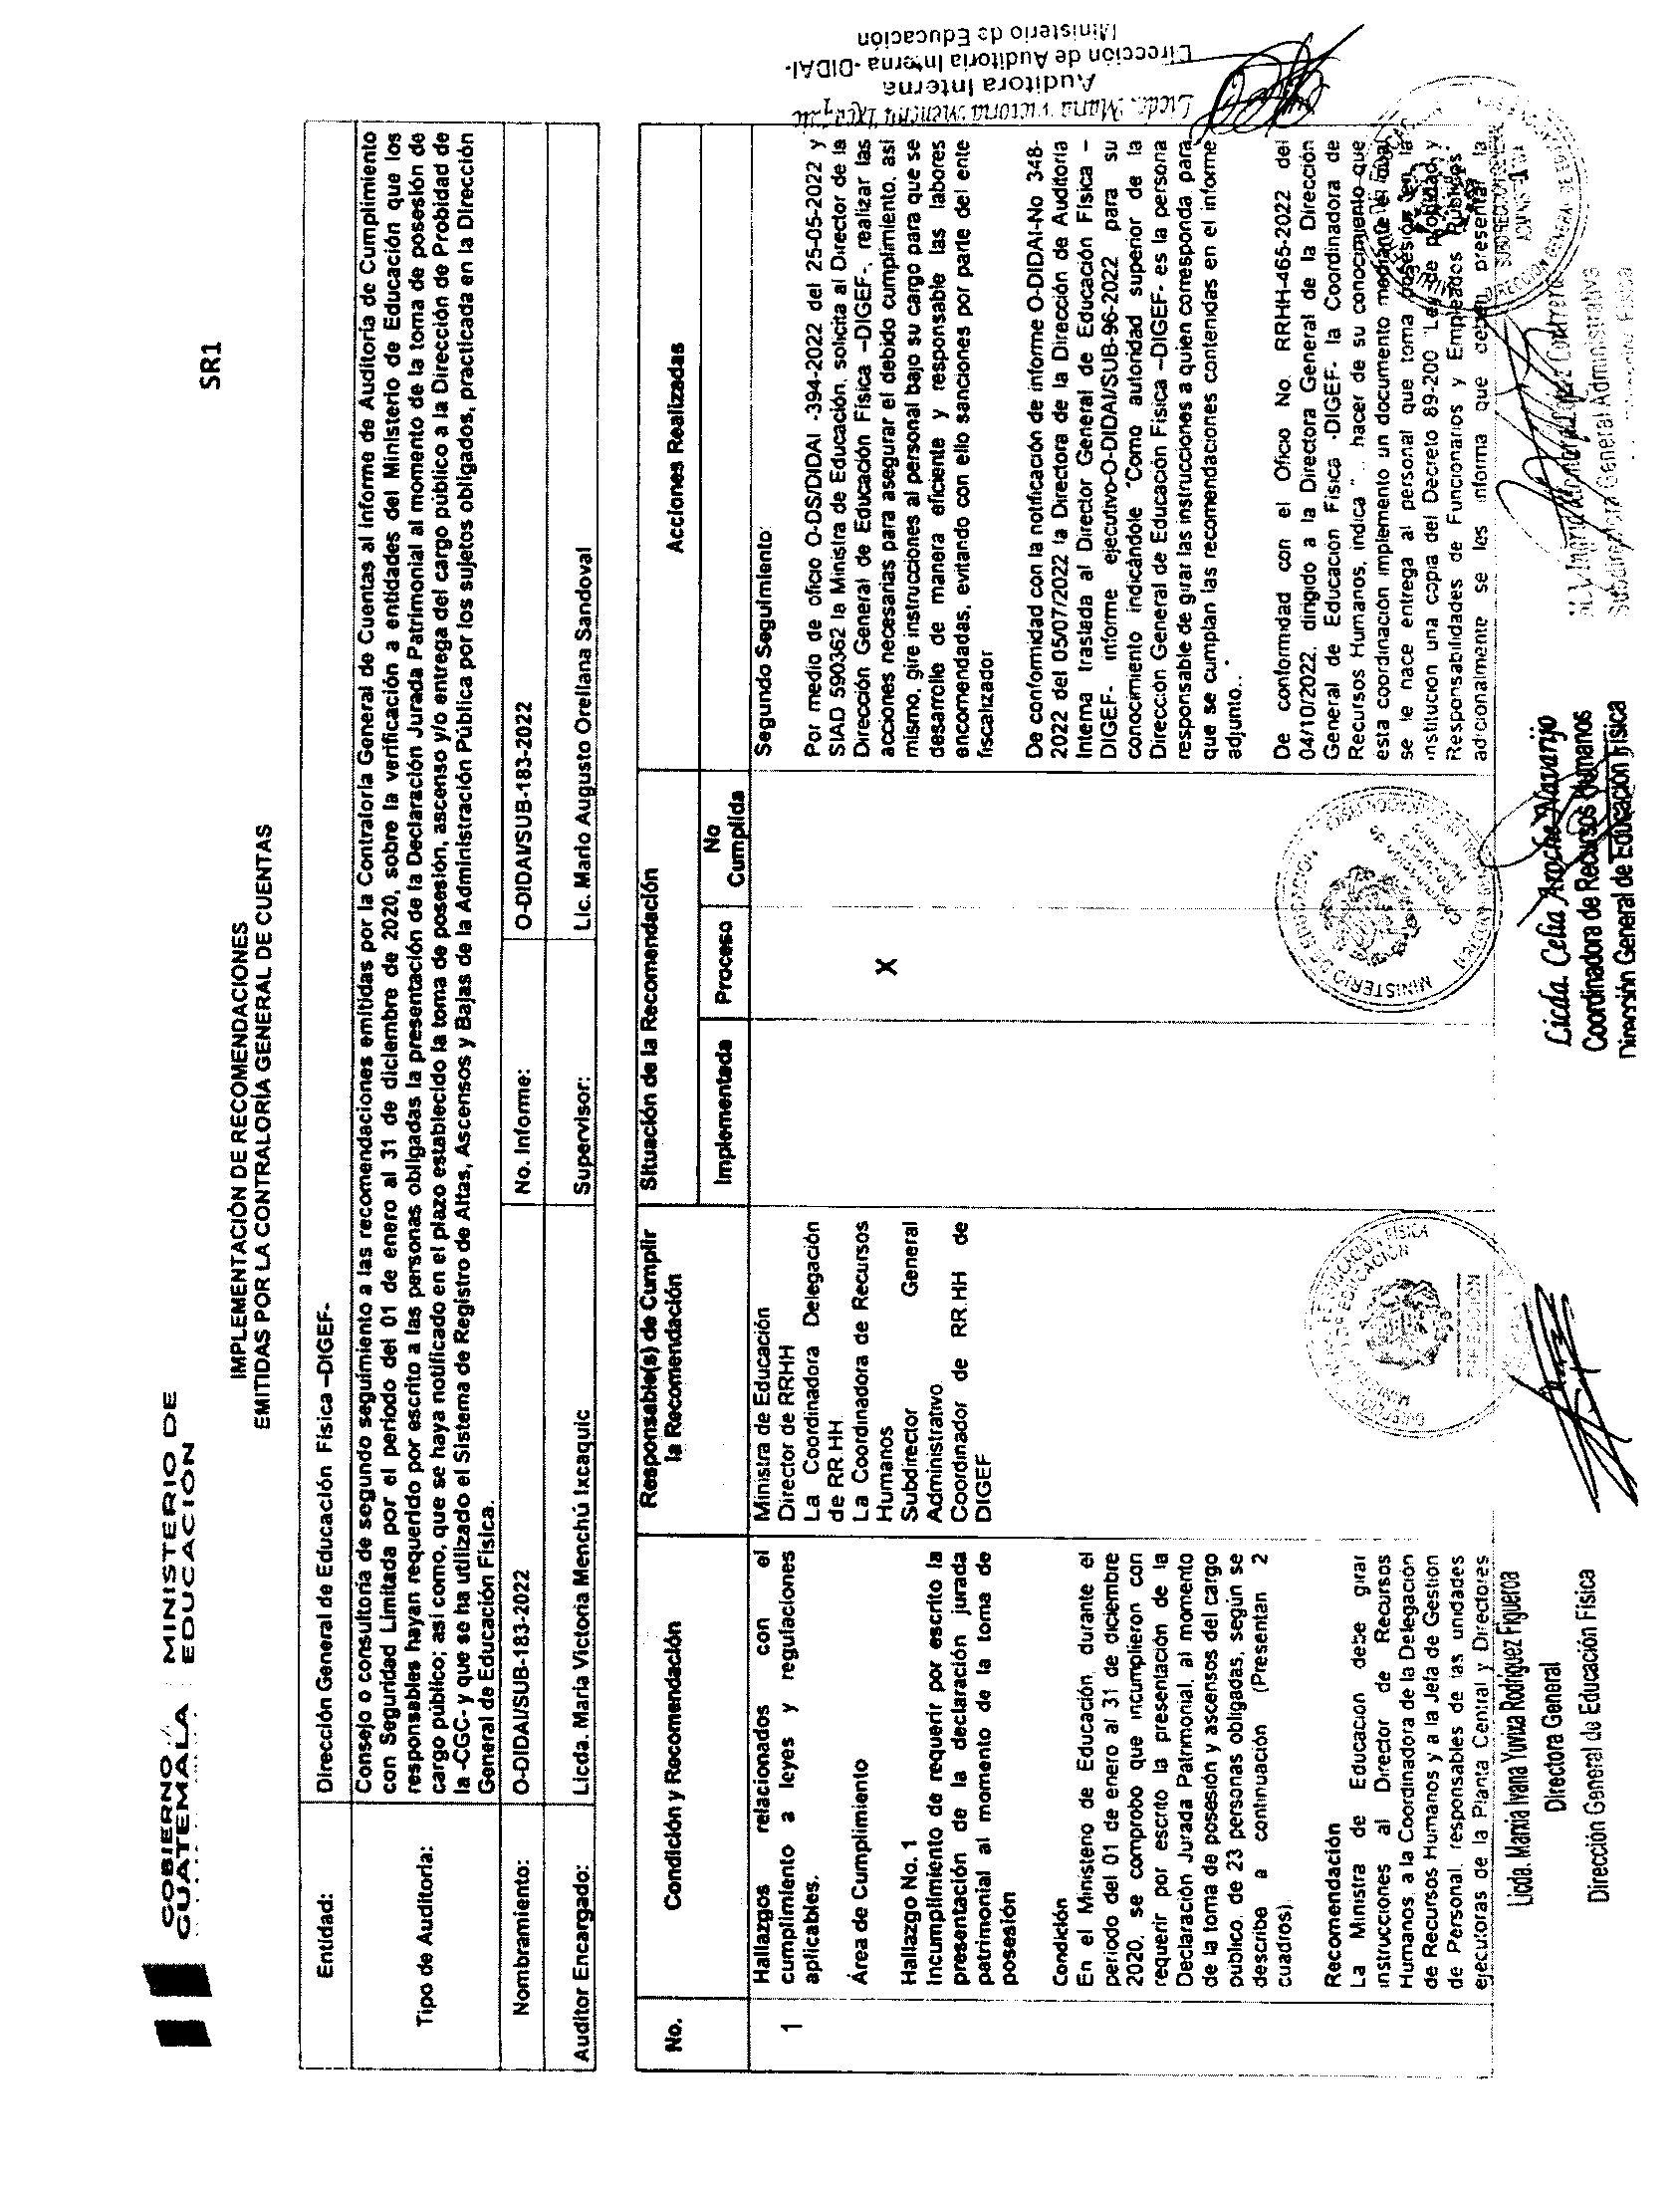 GOBIERNO de
GUATEMALA
MINISTERIO DE
EDUCACIÓN
SR1
IMPLEMENTACIÓN DE RECOMENDACIONES
EMITIDAS POR LA CONTRALORÍA GENERAL DE CUENTAS
Entidad:
Dirección General de Educación Física –DIGEF-
Tipo de Auditoria:
Consejo o consultoría de segundo seguimiento a las recomendaciones emitidas por la Contraloría General de Cuentas al Informe de Auditoría de Cumplimiento
con Seguridad Limitada por el periodo del 01 de enero al 31 de diciembre de 2020, sobre la verificación a entidades del Ministerio de Educación que los
responsables hayan requerido por escrito a las personas obligadas la presentación de la Declaración Jurada Patrimonial al momento de la toma de posesión de
cargo público; así como, que se haya notificado en el plazo establecido la toma de posesión, ascenso y/o entrega del cargo público a la Dirección de Probidad de
la -CGC- y que se ha utilizado el Sistema de Registro de Altas, Ascensos y Bajas de la Administración Pública por los sujetos obligados, practicada en la Dirección
General de Educación Física.
Nombramiento:
O-DIDAI/SUB-183-2022
No. Informe:
O-DIDAI/SUB-183-2022
Auditor Encargado:
Licda. María Victoria Menchú Ixcaquic
Supervisor:
Lic. Mario Augusto Orellana Sandoval
No.
Condición y Recomendación
Responsable(s) de Cumplir
la Recomendación
Situación de la Recomendación
Implementada
Proceso
No
Cumplida
Acciones Realizadas
1
Hallazgos relacionados con el
cumplimiento a leyes y regulaciones
aplicables.
Área de Cumplimiento
Hallazgo No. 1
Incumplimiento de requerir por escrito la
presentación de la declaración jurada
patrimonial al momento de la toma de
posesión
Condición
En el Ministerio de Educación, durante el
periodo del 01 de enero al 31 de diciembre
2020, se comprobo que incumplieron con
requerir por escrito la presentación de la
Declaración Jurada Patrimonial, al momento
de la toma de posesión y ascensos del cargo
público, de 23 personas obligadas, según se
describe a continuación (Presentan 2
cuadros).
Recomendación
La Ministra de Educación debe girar
instrucciones al Director de Recursos
Humanos, a la Coordinadora de la Delegación
de Recursos Humanos y a la Jefa de Gestión
de Personal, responsables de las unidades
ejecutoras de la Planta Central y Directores
Ministra de Educación
Director de RRHH
La Coordinadora Delegación
de RR.HH.
La Coordinadora de Recursos
Humanos
Subdirector General
Administrativo
Coordinador de RR.HH de
DIGEF
X
Segundo Seguimiento:
Por medio de oficio O-DS/DIDAI -394-2022 del 25-05-2022 y
SIAD 590362 la Ministra de Educación, solicita al Director de la
Dirección General de Educación Física –DIGEF-, realizar las
acciones necesarias para asegurar el debido cumplimiento, así
mismo, gire instrucciones al personal bajo su cargo para que se
desarrolle de manera eficiente y responsable las labores
encomendadas, evitando con ello sanciones por parte del ente
fiscalizador
De conformidad con la notificación de informe O-DIDAI-No 348-
2022 del 05/07/2022 la Directora de la Dirección de Auditoría
Interna traslada al Director General de Educación Física –
DIGEF- informe ejecutivo-O-DIDAI/SUB-96-2022 para su
conocimiento indicándole "Como autoridad superior de la
Dirección General de Educación Física –DIGEF- es la persona
responsable de girar las instrucciones a quien corresponda para
que se cumplan las recomendaciones contenidas en el informe
adjunto..."
De conformidad con el Oficio No. RRHH-465-2022 del
04/10/2022, dirigido a la Directora General de la Dirección
General de Educación Física -DIGEF- la Coordinadora de
Recursos Humanos, indica "... hacer de su conocimiento que
esta coordinación implemento un documento mediante el cual
se le hace entrega al personal que toma posesión en la
institución una copia del Decreto 89-200 "Ley de probidad y
Responsabilidades de Funcionarios y Empleados Públicos"
adicionalmente se les informa que deben presentar la
Licda. María Victoria Menchú Ixcaquic
Auditora Interna
Dirección de Auditoría Interna -DIDAI-
Ministerio de Educación
Licda. María Ivana Yuviza Rodríguez Figueroa
Directora General
Dirección General de Educación Física
Licda. Celia Aroche Navarijo
Coordinadora de Recursos Humanos
Dirección General de Educación Física
Subdirectora General Administrativa